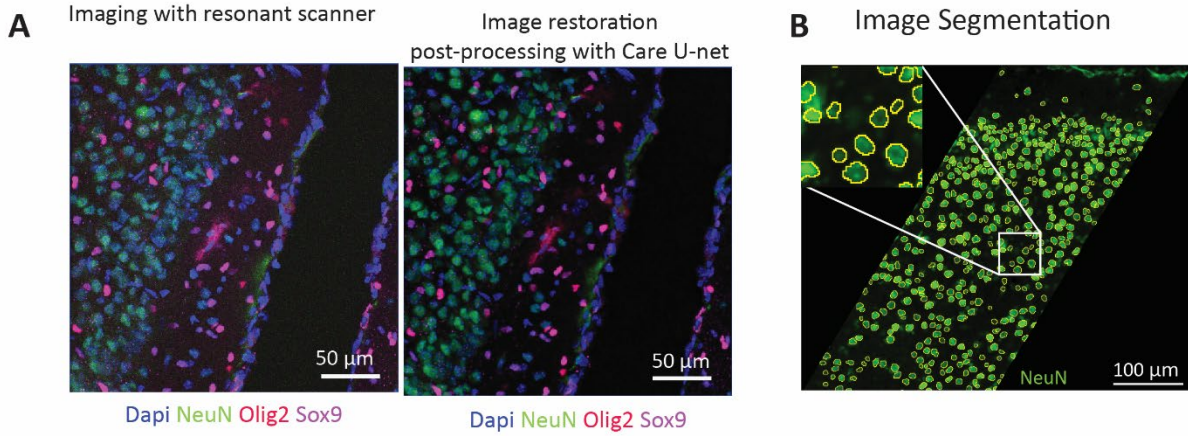 A
Imaging with resonant scanner
Image restoration
post-processing with Care U-net
50 µm
50 µm
Dapi NeuN Olig2 Sox9
Dapi NeuN Olig2 Sox9
B
Image Segmentation
NeuN
100 µm